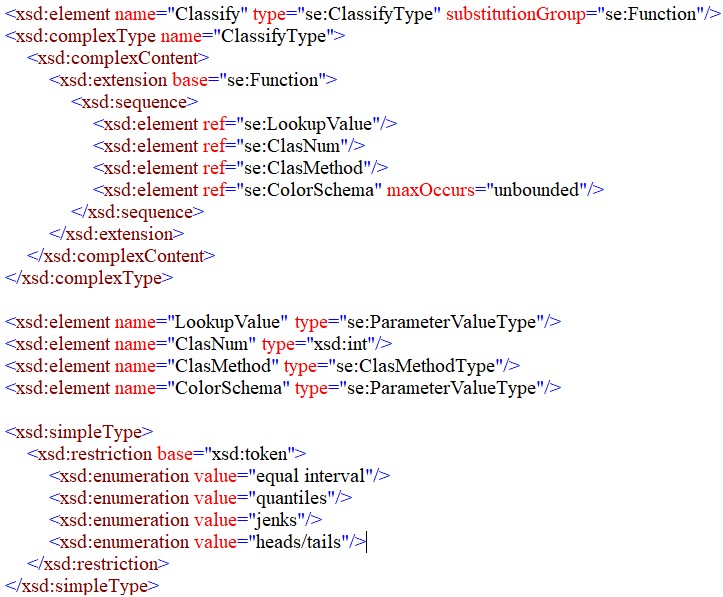 <xsd:element name="Classify" type="se:ClassifyType" substitutionGroup="se:Function"/>
<xsd:complexType name="ClassifyType">
<xsd:complexContent>
<xsd:extension base="se:Function">
<xsd:sequence>
<xsd:element ref="se:LookupValue"/>
<xsd:element ref="se:ClasNum"/>
<xsd:element ref="se:ClasMethod"/>
<xsd:element ref="se:ColorSchema" maxOccurs="unbounded"/>
</xsd:sequence>
</xsd:extension>
</xsd:complexContent>
</xsd:complexType>
<xsd:element name="LookupValue" type="se:ParameterValueType"/>
<xsd:element name="ClasNum" type="xsd:int"/>
<xsd:element name="ClasMethod" type="se:ClasMethodType"/>
<xsd:element name="ColorSchema" type="se:ParameterValueType"/>
<xsd:simpleType>
<xsd:restriction base="xsd:token">
<xsd:enumeration value="equal interval"/>
<xsd:enumeration value="quantiles"/>
<xsd:enumeration value="jenks"/>
<xsd:enumeration value="heads/tails"/>
</xsd:restriction>
</xsd:simpleType>